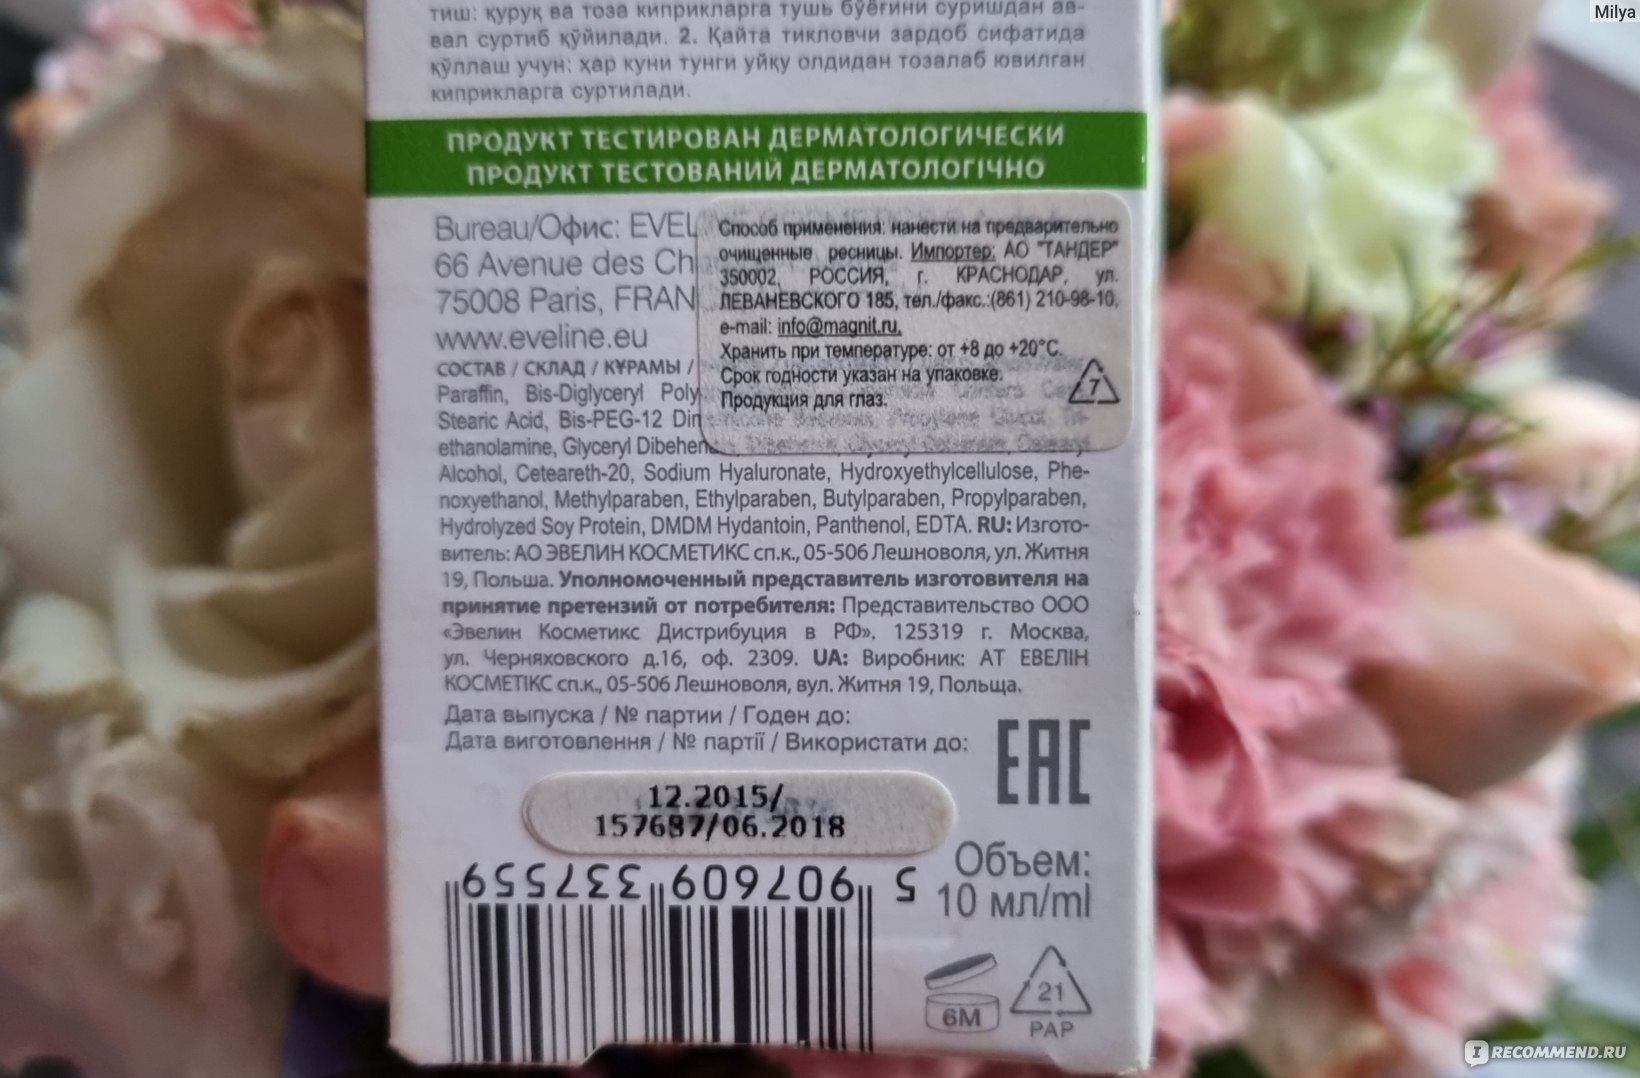 Milya
тиш: қуруқ ва тоза киприкларга тушь бўёғини суришдан ав-
вал суртиб қўйилади. 2. Қайта тикловчи зардоб сифатида
қўллаш учун: ҳар куни тунги уйқу олдидан тозалаб ювилган
киприкларга суртилади.
ПРОДУКТ ТЕСТИРОВАН ДЕРМАТОЛОГИЧЕСКИ
ПРОДУКТ ТЕСТОВАНИЙ ДЕРМАТОЛОГІЧНО
Bureau/Офис: EVEL
66 Avenue des Ch
75008 Paris, FRAN
www.eveline.eu
Способ применения: нанести на предварительно
очищенные ресницы. Импортер: АО "ТАНДЕР"
350002, РОССИЯ, г. КРАСНОДАР, ул.
ЛЕВАНЕВСКОГО 185, тел./факс.:(861) 210-98-10,
e-mail: info@magnit.ru.
Хранить при температуре: от +8 до +20°С.
Срок годности указан на упаковке.
Продукция для глаз.
7
СОСТАВ / СКЛАД / ҚҰРАМЫ /
Paraffin, Bis-Diglyceryl Poly
Stearic Acid, Bis-PEG-12 Dim
ethanolamine, Glyceryl Dibehena
Alcohol, Ceteareth-20, Sodium Hyaluronate, Hydroxyethylcellulose, Phe-
noxyethanol, Methylparaben, Ethylparaben, Butylparaben, Propylparaben,
Hydrolyzed Soy Protein, DMDM Hydantoin, Panthenol, EDTA. RU: Изгото-
витель: АО ЭВЕЛИН КОСМЕТИКС сп.к., 05-506 Лешноволя, ул. Житня
19, Польша. Уполномоченный представитель изготовителя на
принятие претензий от потребителя: Представительство ООО
«Эвелин Косметикс Дистрибуция в РФ». 125319 г. Москва,
ул. Черняховского д.16, оф. 2309. UA: Виробник: АТ ЕВЕЛІН
КОСМЕТІКС сп.к., 05-506 Лешноволя, вул. Житня 19, Польща.
Дата выпуска / № партии / Годен до:
Дата виготовлення / № партії / Використати до:
EAC
12.2015/
157687/06.2018
5 907609 337559
Объем:
10 мл/ml
6M
21
PAP
IRECOMMEND.RU